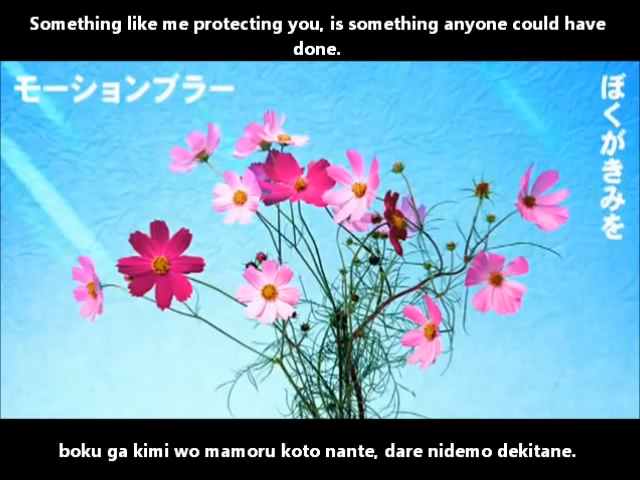 Something like me protecting you, is something anyone could have
done.
モーションブラー
ぼくがきみを
boku ga kimi wo mamoru koto nante, dare nidemo dekitane.